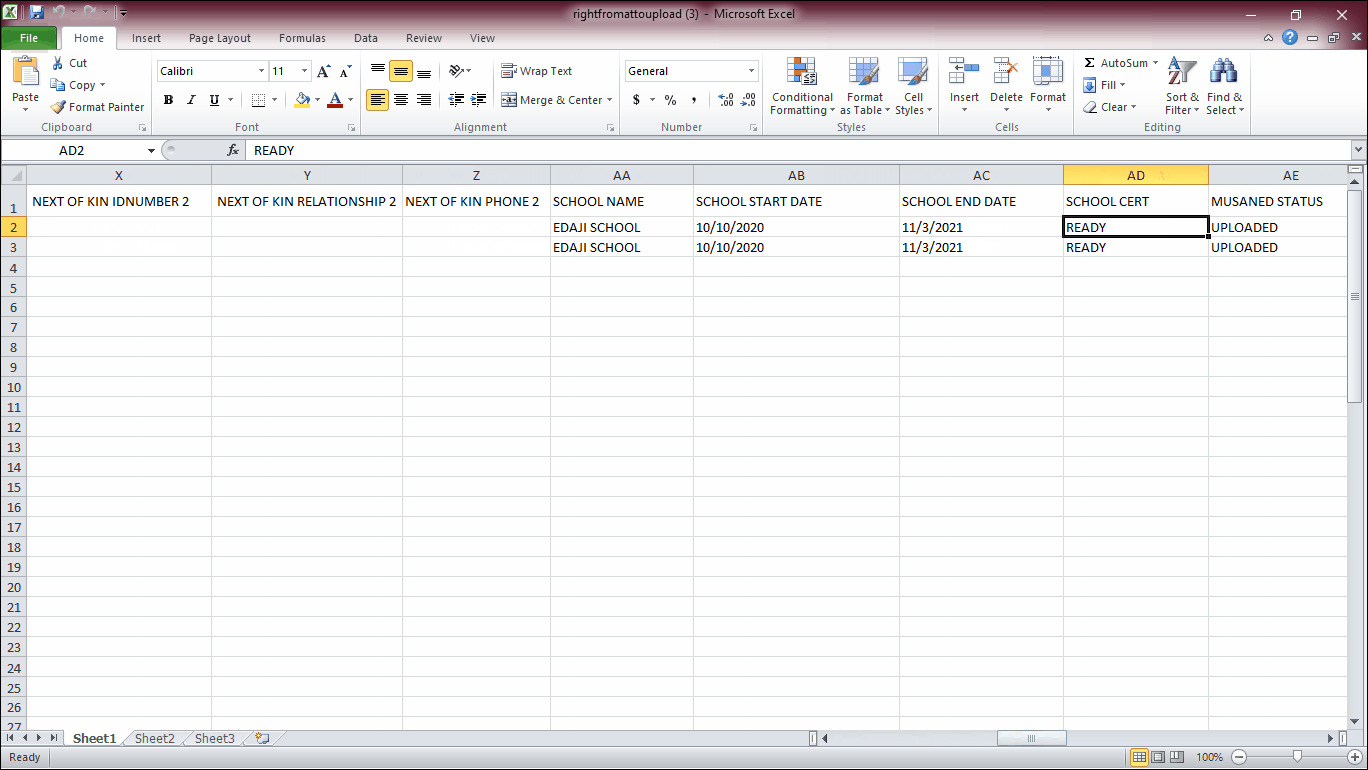 rightfromattoupload (3) - Microsoft Excel
File Home Insert Page Layout Formulas Data Review View
Paste
Cut
Copy
Format Painter
Clipboard
Calibri 11
B I U
Font
Wrap Text
Merge & Center
Alignment
General
$ % ,
Number
Conditional Formatting
Format as Table
Cell Styles
Styles
Insert
Delete
Format
Cells
AutoSum
Fill
Clear
Sort & Filter
Find & Select
Editing
AD2 fx READY
X Y Z AA AB AC AD AE
1 NEXT OF KIN IDNUMBER 2 NEXT OF KIN RELATIONSHIP 2 NEXT OF KIN PHONE 2 SCHOOL NAME SCHOOL START DATE SCHOOL END DATE SCHOOL CERT MUSANED STATUS
2 EDAJI SCHOOL 10/10/2020 11/3/2021 READY UPLOADED
3 EDAJI SCHOOL 10/10/2020 11/3/2021 READY UPLOADED
4
5
6
7
8
9
10
11
12
13
14
15
16
17
18
19
20
21
22
23
24
25
26
27
Sheet1 Sheet2 Sheet3
Ready 100%